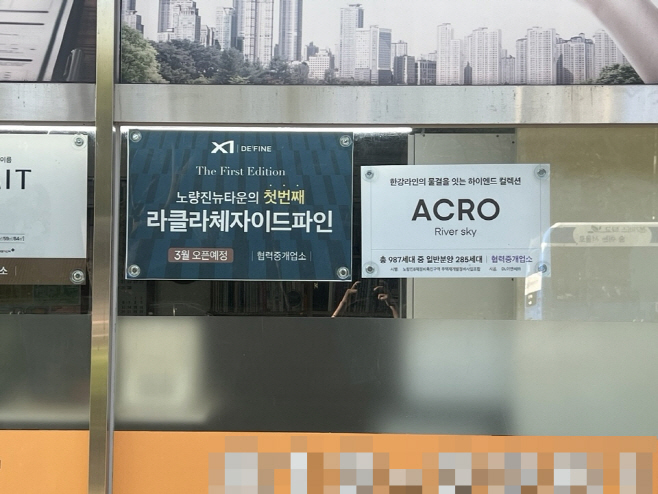 이름
IT
XI DE'FINE
The First Edition
노량진뉴타운의 첫번째
라클라체자이드파인
3월 오픈예정 협력중개업소
한강라인의 물결을 잇는 하이엔드 컬렉션
ACRO
River sky
총 987세대 중 일반분양 285세대 | 협력중개업소